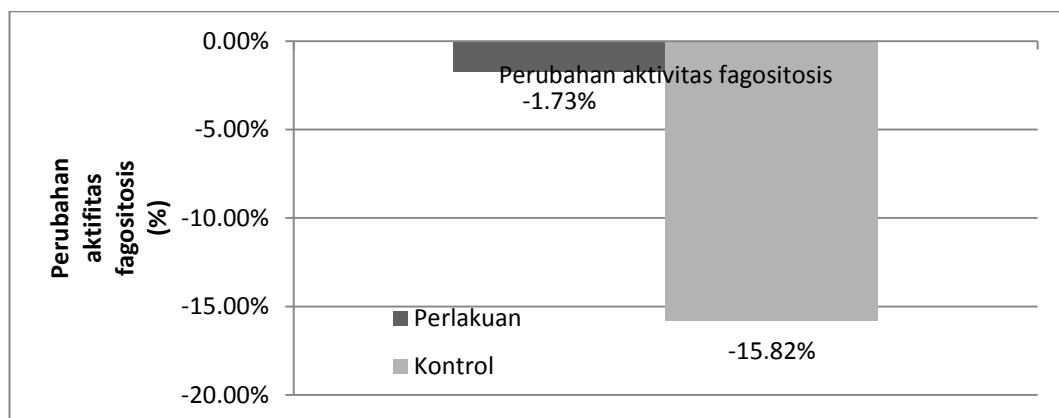 0.00%
Perubahan aktivitas fagositosis
-1.73%
-5.00%
Perubahan
aktifitas
fagositosis
(%)
-10.00%
-15.00%
Perlakuan
-15.82%
Kontrol
-20.00%